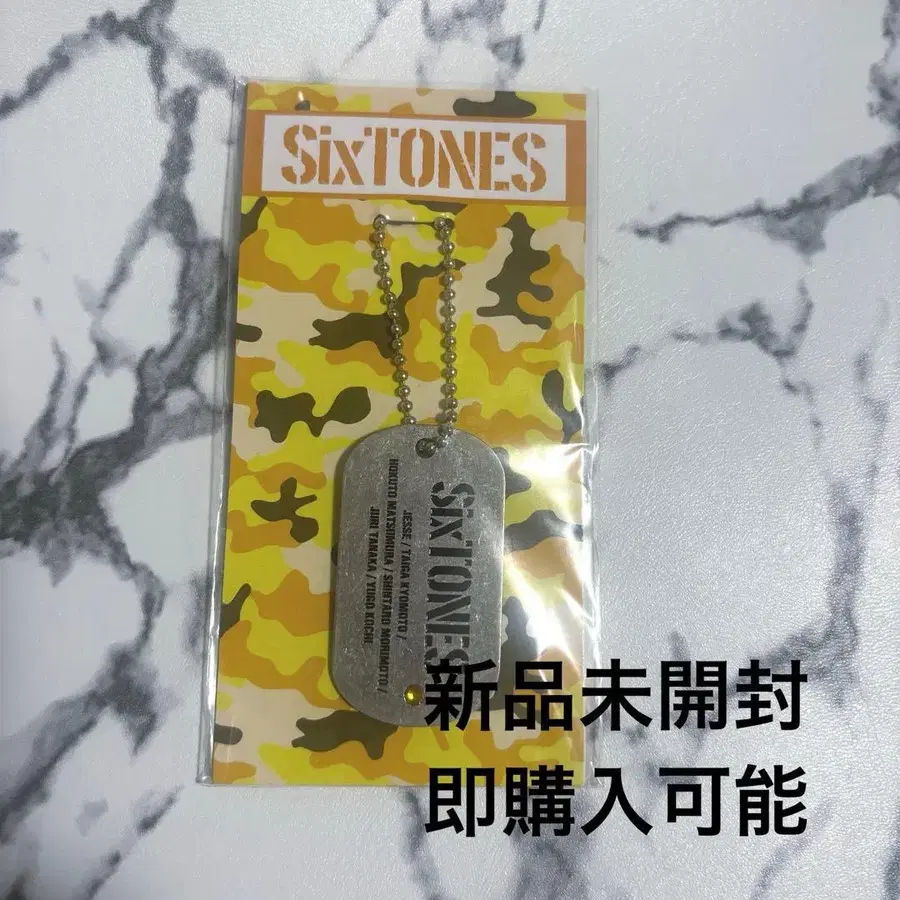 SixTONES
SixTONES
JESSE / TAIGA KYOMOTO /
HOKUTO MATSUMURA / SHINTARO MORIMOTO /
JURI TANAKA / YUGO KOCHI
新品未開封
即購入可能